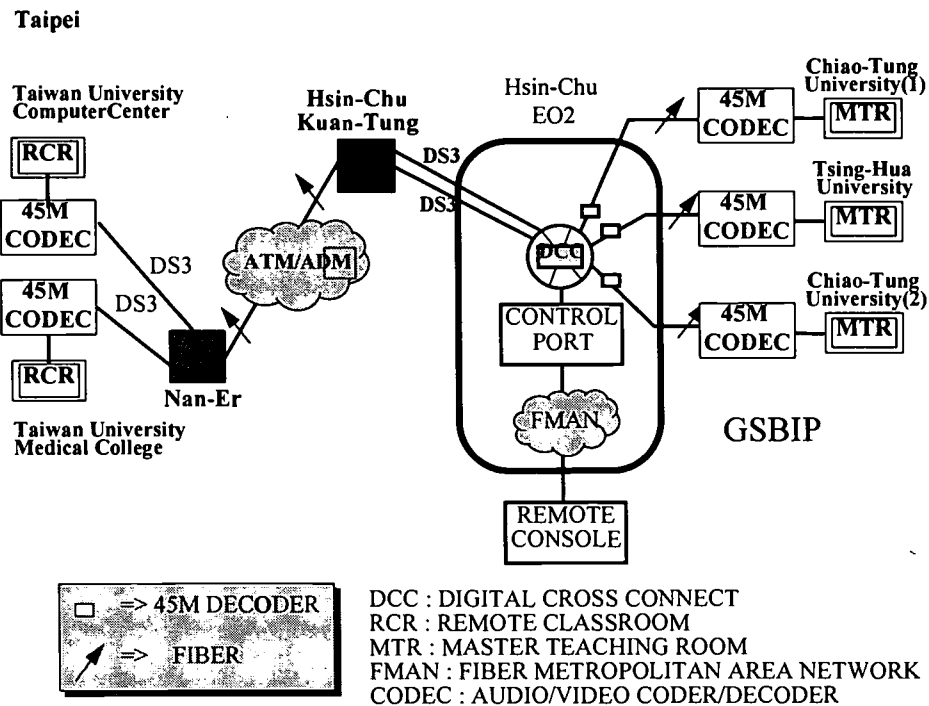 Taipei
Taiwan University
ComputerCenter
RCR
45M
CODEC
DS3
45M
CODEC
DS3
RCR
Taiwan University
Medical College
Nan-Er
ATM/ADM
Hsin-Chu
Kuan-Tung
DS3
DS3
Hsin-Chu
EO2
DCC
CONTROL
PORT
FMAN
REMOTE
CONSOLE
45M
CODEC
Chiao-Tung
University(1)
MTR
45M
CODEC
Tsing-Hua
University
MTR
45M
CODEC
Chiao-Tung
University(2)
MTR
GSBIP
=> 45M DECODER
=> FIBER
DCC : DIGITAL CROSS CONNECT
RCR : REMOTE CLASSROOM
MTR : MASTER TEACHING ROOM
FMAN : FIBER METROPOLITAN AREA NETWORK
CODEC : AUDIO/VIDEO CODER/DECODER